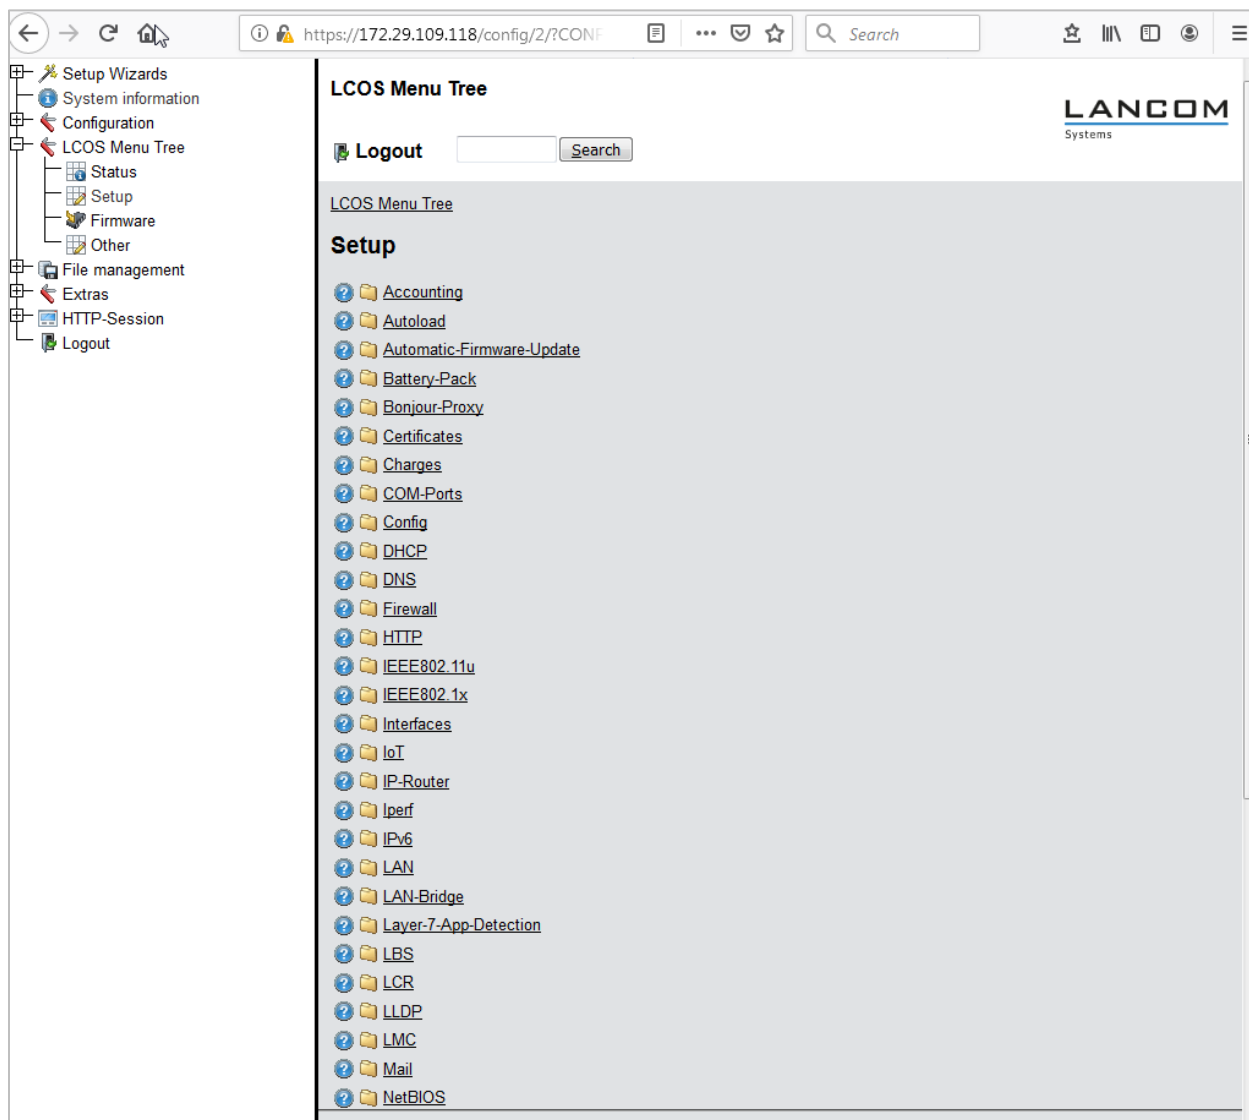 https://172.29.109.118/config/2/?CONF
Search
Setup Wizards
System information
Configuration
LCOS Menu Tree
Status
Setup
Firmware
Other
File management
Extras
HTTP-Session
Logout
LCOS Menu Tree
LANCOM
Systems
Logout
Search
LCOS Menu Tree
Setup
Accounting
Autoload
Automatic-Firmware-Update
Battery-Pack
Bonjour-Proxy
Certificates
Charges
COM-Ports
Config
DHCP
DNS
Firewall
HTTP
IEEE802.11u
IEEE802.1x
Interfaces
IoT
IP-Router
Iperf
IPv6
LAN
LAN-Bridge
Layer-7-App-Detection
LBS
LCR
LLDP
LMC
Mail
NetBIOS